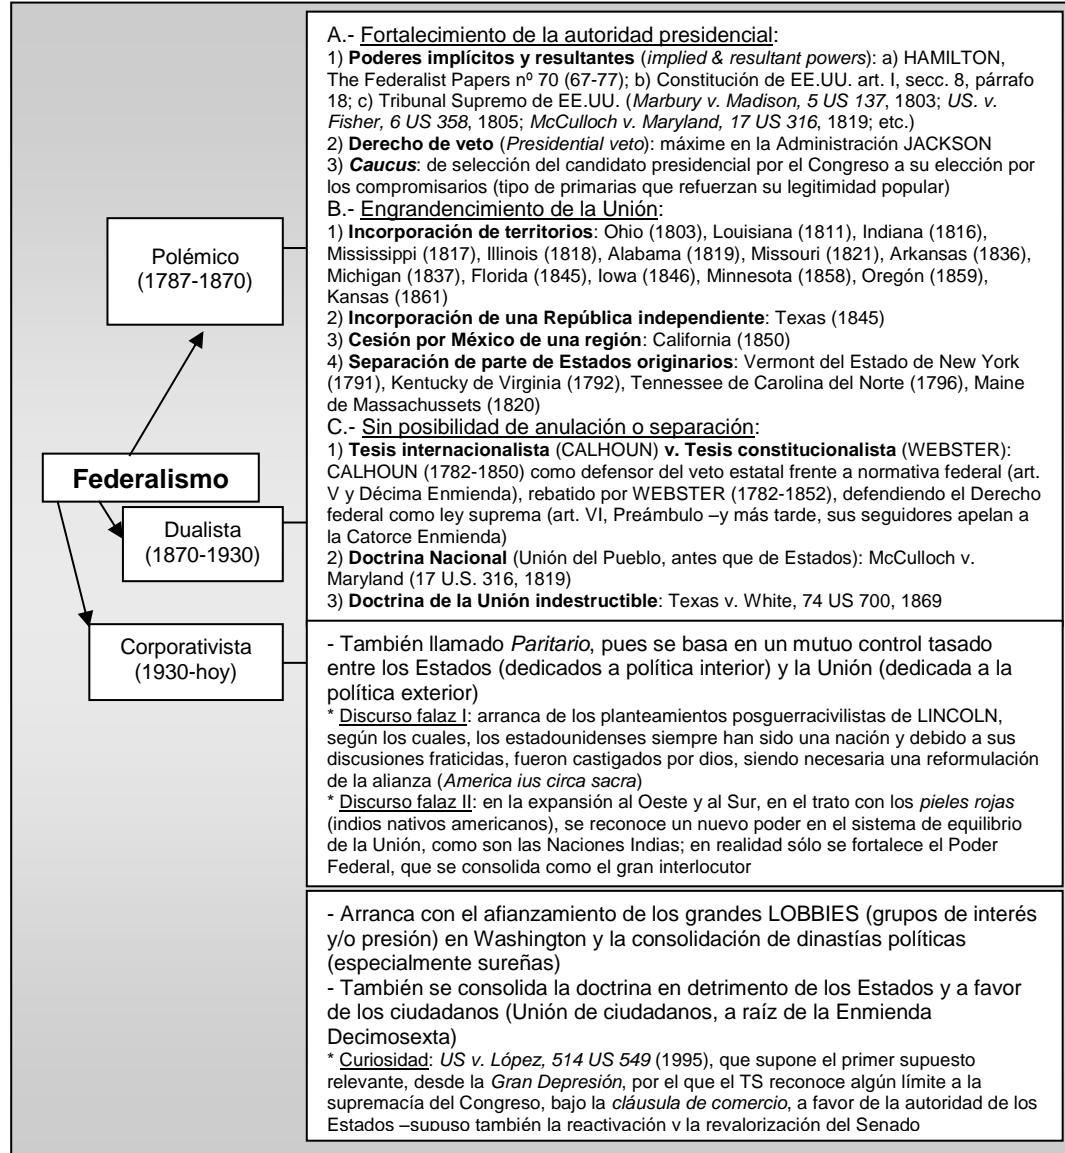 A.- Fortalecimiento de la autoridad presidencial:
1) Poderes implícitos y resultantes (implied & resultant powers): a) HAMILTON,
The Federalist Papers nº 70 (67-77); b) Constitución de EE.UU. art. I, secc. 8, párrafo
18; c) Tribunal Supremo de EE.UU. (Marbury v. Madison, 5 US 137, 1803; US. v.
Fisher, 6 US 358, 1805; McCulloch v. Maryland, 17 US 316, 1819; etc.)
2) Derecho de veto (Presidential veto): máxime en la Administración JACKSON
3) Caucus: de selección del candidato presidencial por el Congreso a su elección por
los compromisarios (tipo de primarias que refuerzan su legitimidad popular)
B.- Engrandencimiento de la Unión:
1) Incorporación de territorios: Ohio (1803), Louisiana (1811), Indiana (1816),
Mississippi (1817), Illinois (1818), Alabama (1819), Missouri (1821), Arkansas (1836),
Michigan (1837), Florida (1845), Iowa (1846), Minnesota (1858), Oregón (1859),
Kansas (1861)
2) Incorporación de una República independiente: Texas (1845)
3) Cesión por México de una región: California (1850)
4) Separación de parte de Estados originarios: Vermont del Estado de New York
(1791), Kentucky de Virginia (1792), Tennessee de Carolina del Norte (1796), Maine
de Massachussets (1820)
C.- Sin posibilidad de anulación o separación:
1) Tesis internacionalista (CALHOUN) v. Tesis constitucionalista (WEBSTER):
CALHOUN (1782-1850) como defensor del veto estatal frente a normativa federal (art.
V y Décima Enmienda), rebatido por WEBSTER (1782-1852), defendiendo el Derecho
federal como ley suprema (art. VI, Preámbulo –y más tarde, sus seguidores apelan a
la Catorce Enmienda)
2) Doctrina Nacional (Unión del Pueblo, antes que de Estados): McCulloch v.
Maryland (17 U.S. 316, 1819)
3) Doctrina de la Unión indestructible: Texas v. White, 74 US 700, 1869
Polémico
(1787-1870)
Federalismo
Dualista
(1870-1930)
Corporativista
(1930-hoy)
- También llamado Paritario, pues se basa en un mutuo control tasado
entre los Estados (dedicados a política interior) y la Unión (dedicada a la
política exterior)
* Discurso falaz I: arranca de los planteamientos posguerracivilistas de LINCOLN,
según los cuales, los estadounidenses siempre han sido una nación y debido a sus
discusiones fraticidas, fueron castigados por dios, siendo necesaria una reformulación
de la alianza (America ius circa sacra)
* Discurso falaz II: en la expansión al Oeste y al Sur, en el trato con los pieles rojas
(indios nativos americanos), se reconoce un nuevo poder en el sistema de equilibrio
de la Unión, como son las Naciones Indias; en realidad sólo se fortalece el Poder
Federal, que se consolida como el gran interlocutor
- Arranca con el afianzamiento de los grandes LOBBIES (grupos de interés
y/o presión) en Washington y la consolidación de dinastías políticas
(especialmente sureñas)
- También se consolida la doctrina en detrimento de los Estados y a favor
de los ciudadanos (Unión de ciudadanos, a raíz de la Enmienda
Decimosexta)
* Curiosidad: US v. López, 514 US 549 (1995), que supone el primer supuesto
relevante, desde la Gran Depresión, por el que el TS reconoce algún límite a la
supremacía del Congreso, bajo la cláusula de comercio, a favor de la autoridad de los
Estados –supuso también la reactivación y la revalorización del Senado